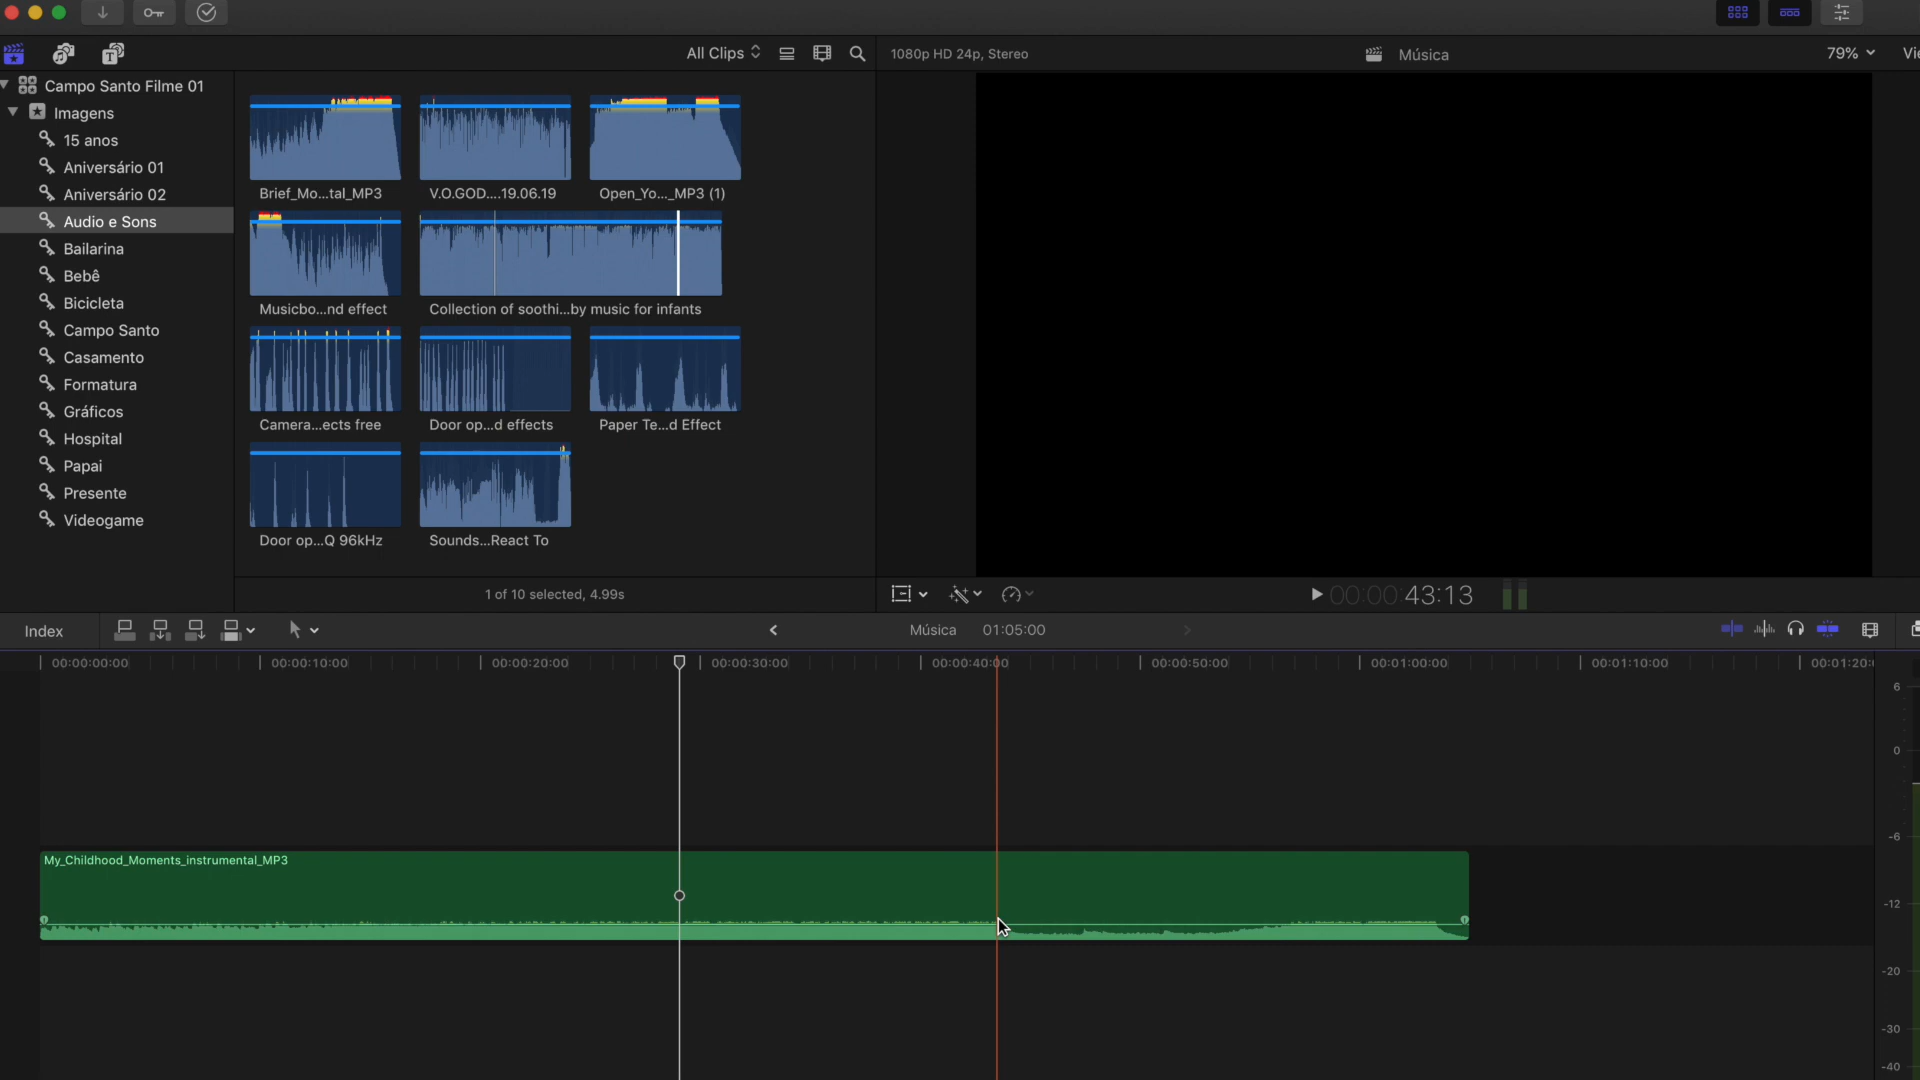 All Clips
1080p HD 24p, Stereo
Música
79%
Vie
Campo Santo Filme 01
Imagens
15 anos
Aniversário 01
Aniversário 02
Audio e Sons
Bailarina
Bebê
Bicicleta
Campo Santo
Casamento
Formatura
Gráficos
Hospital
Papai
Presente
Videogame
Brief_Mo...tal_MP3
V.O.GOD....19.06.19
Open_Yo..._MP3 (1)
Musicbo...nd effect
Collection of soothi...by music for infants
Camera...ects free
Door op...d effects
Paper Te...d Effect
Door op...Q 96kHz
Sounds...React To
1 of 10 selected, 4.99s
00:00:43:13
Index
Música
01:05:00
00:00:00:00
00:00:10:00
00:00:20:00
00:00:30:00
00:00:40:00
00:00:50:00
00:01:00:00
00:01:10:00
00:01:20:
My_Childhood_Moments_instrumental_MP3
6
0
-6
-12
-20
-30
-40